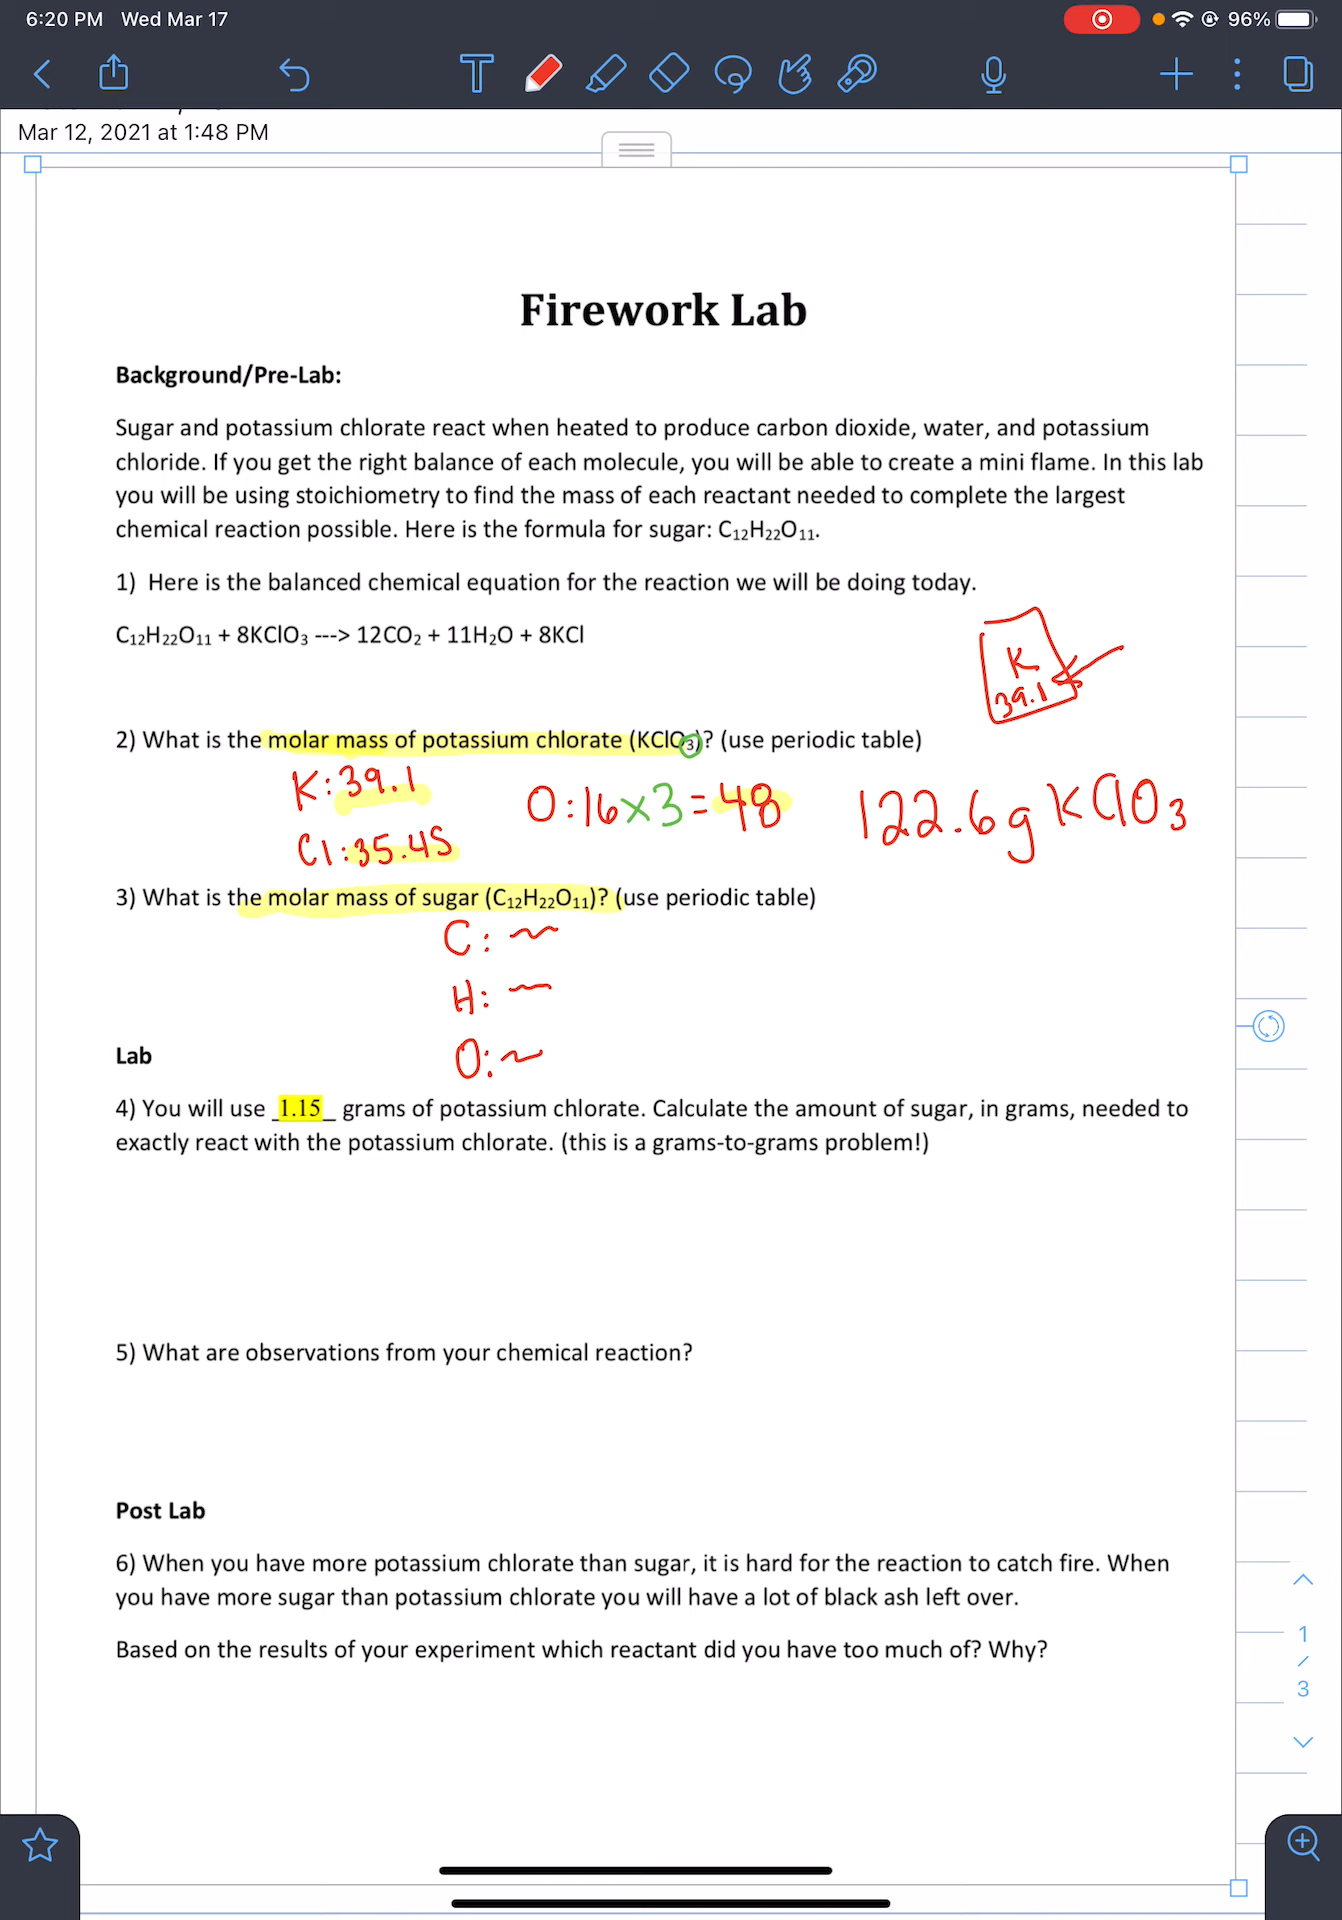 6:20 PM Wed Mar 17
96%
Mar 12, 2021 at 1:48 PM
Firework Lab
Background/Pre-Lab:
Sugar and potassium chlorate react when heated to produce carbon dioxide, water, and potassium
chloride. If you get the right balance of each molecule, you will be able to create a mini flame. In this lab
you will be using stoichiometry to find the mass of each reactant needed to complete the largest
chemical reaction possible. Here is the formula for sugar: C₁₂H₂₂O₁₁.
1) Here is the balanced chemical equation for the reaction we will be doing today.
C₁₂H₂₂O₁₁ + 8KClO₃ ---> 12CO₂ + 11H₂O + 8KCl
K
39.1
2) What is the molar mass of potassium chlorate (KClO₃)? (use periodic table)
K: 39.1
O: 16 x 3 = 48
122.6 g KClO₃
Cl: 35.45
3) What is the molar mass of sugar (C₁₂H₂₂O₁₁)? (use periodic table)
C: ~
H: ~
O: ~
Lab
4) You will use _1.15_ grams of potassium chlorate. Calculate the amount of sugar, in grams, needed to
exactly react with the potassium chlorate. (this is a grams-to-grams problem!)
5) What are observations from your chemical reaction?
Post Lab
6) When you have more potassium chlorate than sugar, it is hard for the reaction to catch fire. When
you have more sugar than potassium chlorate you will have a lot of black ash left over.
Based on the results of your experiment which reactant did you have too much of? Why?
1
/
3